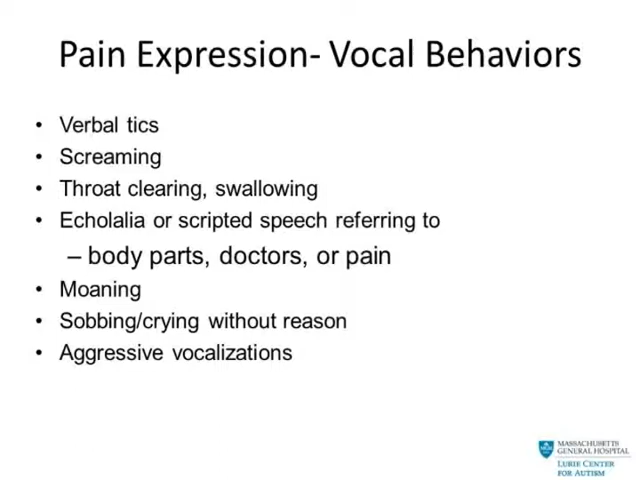 Pain Expression- Vocal Behaviors
• Verbal tics
• Screaming
• Throat clearing, swallowing
• Echolalia or scripted speech referring to
– body parts, doctors, or pain
• Moaning
• Sobbing/crying without reason
• Aggressive vocalizations
MASSACHUSETTS
GENERAL HOSPITAL
LURIE CENTER
FOR AUTISM